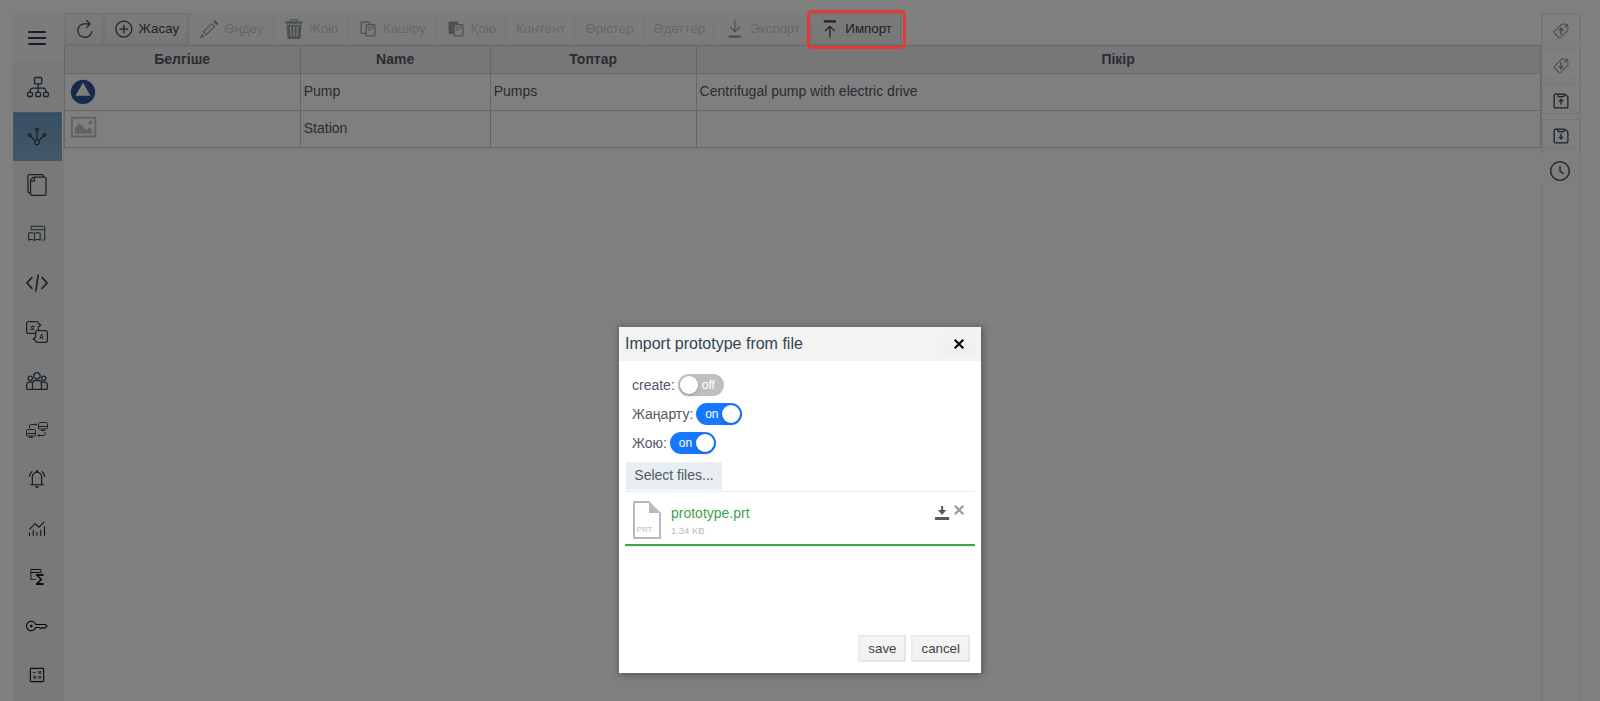 Жасау Өңдеу Жою Көшіру Қою Контент Өрістер Әдеттер Экспорт Импорт
Белгіше Name Топтар Пікір
Pump Pumps Centrifugal pump with electric drive
Station
Import prototype from file
create: off
Жаңарту: on
Жою: on
Select files...
PRT prototype.prt
1.34 KB
save cancel